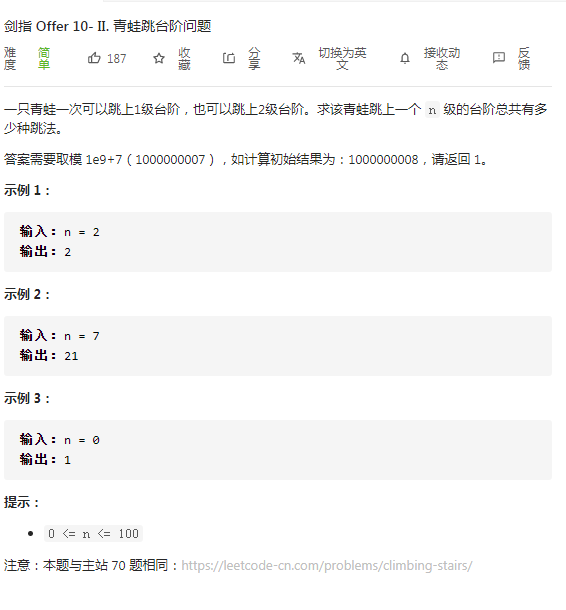 剑指 Offer 10- II. 青蛙跳台阶问题
难度 简单 187 收藏 分享 切换为英文 接收动态 反馈
一只青蛙一次可以跳上1级台阶，也可以跳上2级台阶。求该青蛙跳上一个 n 级的台阶总共有多
少种跳法。
答案需要取模 1e9+7（1000000007），如计算初始结果为：1000000008，请返回 1。
示例 1：
输入：n = 2
输出：2
示例 2：
输入：n = 7
输出：21
示例 3：
输入：n = 0
输出：1
提示：
0 <= n <= 100
注意：本题与主站 70 题相同：https://leetcode-cn.com/problems/climbing-stairs/